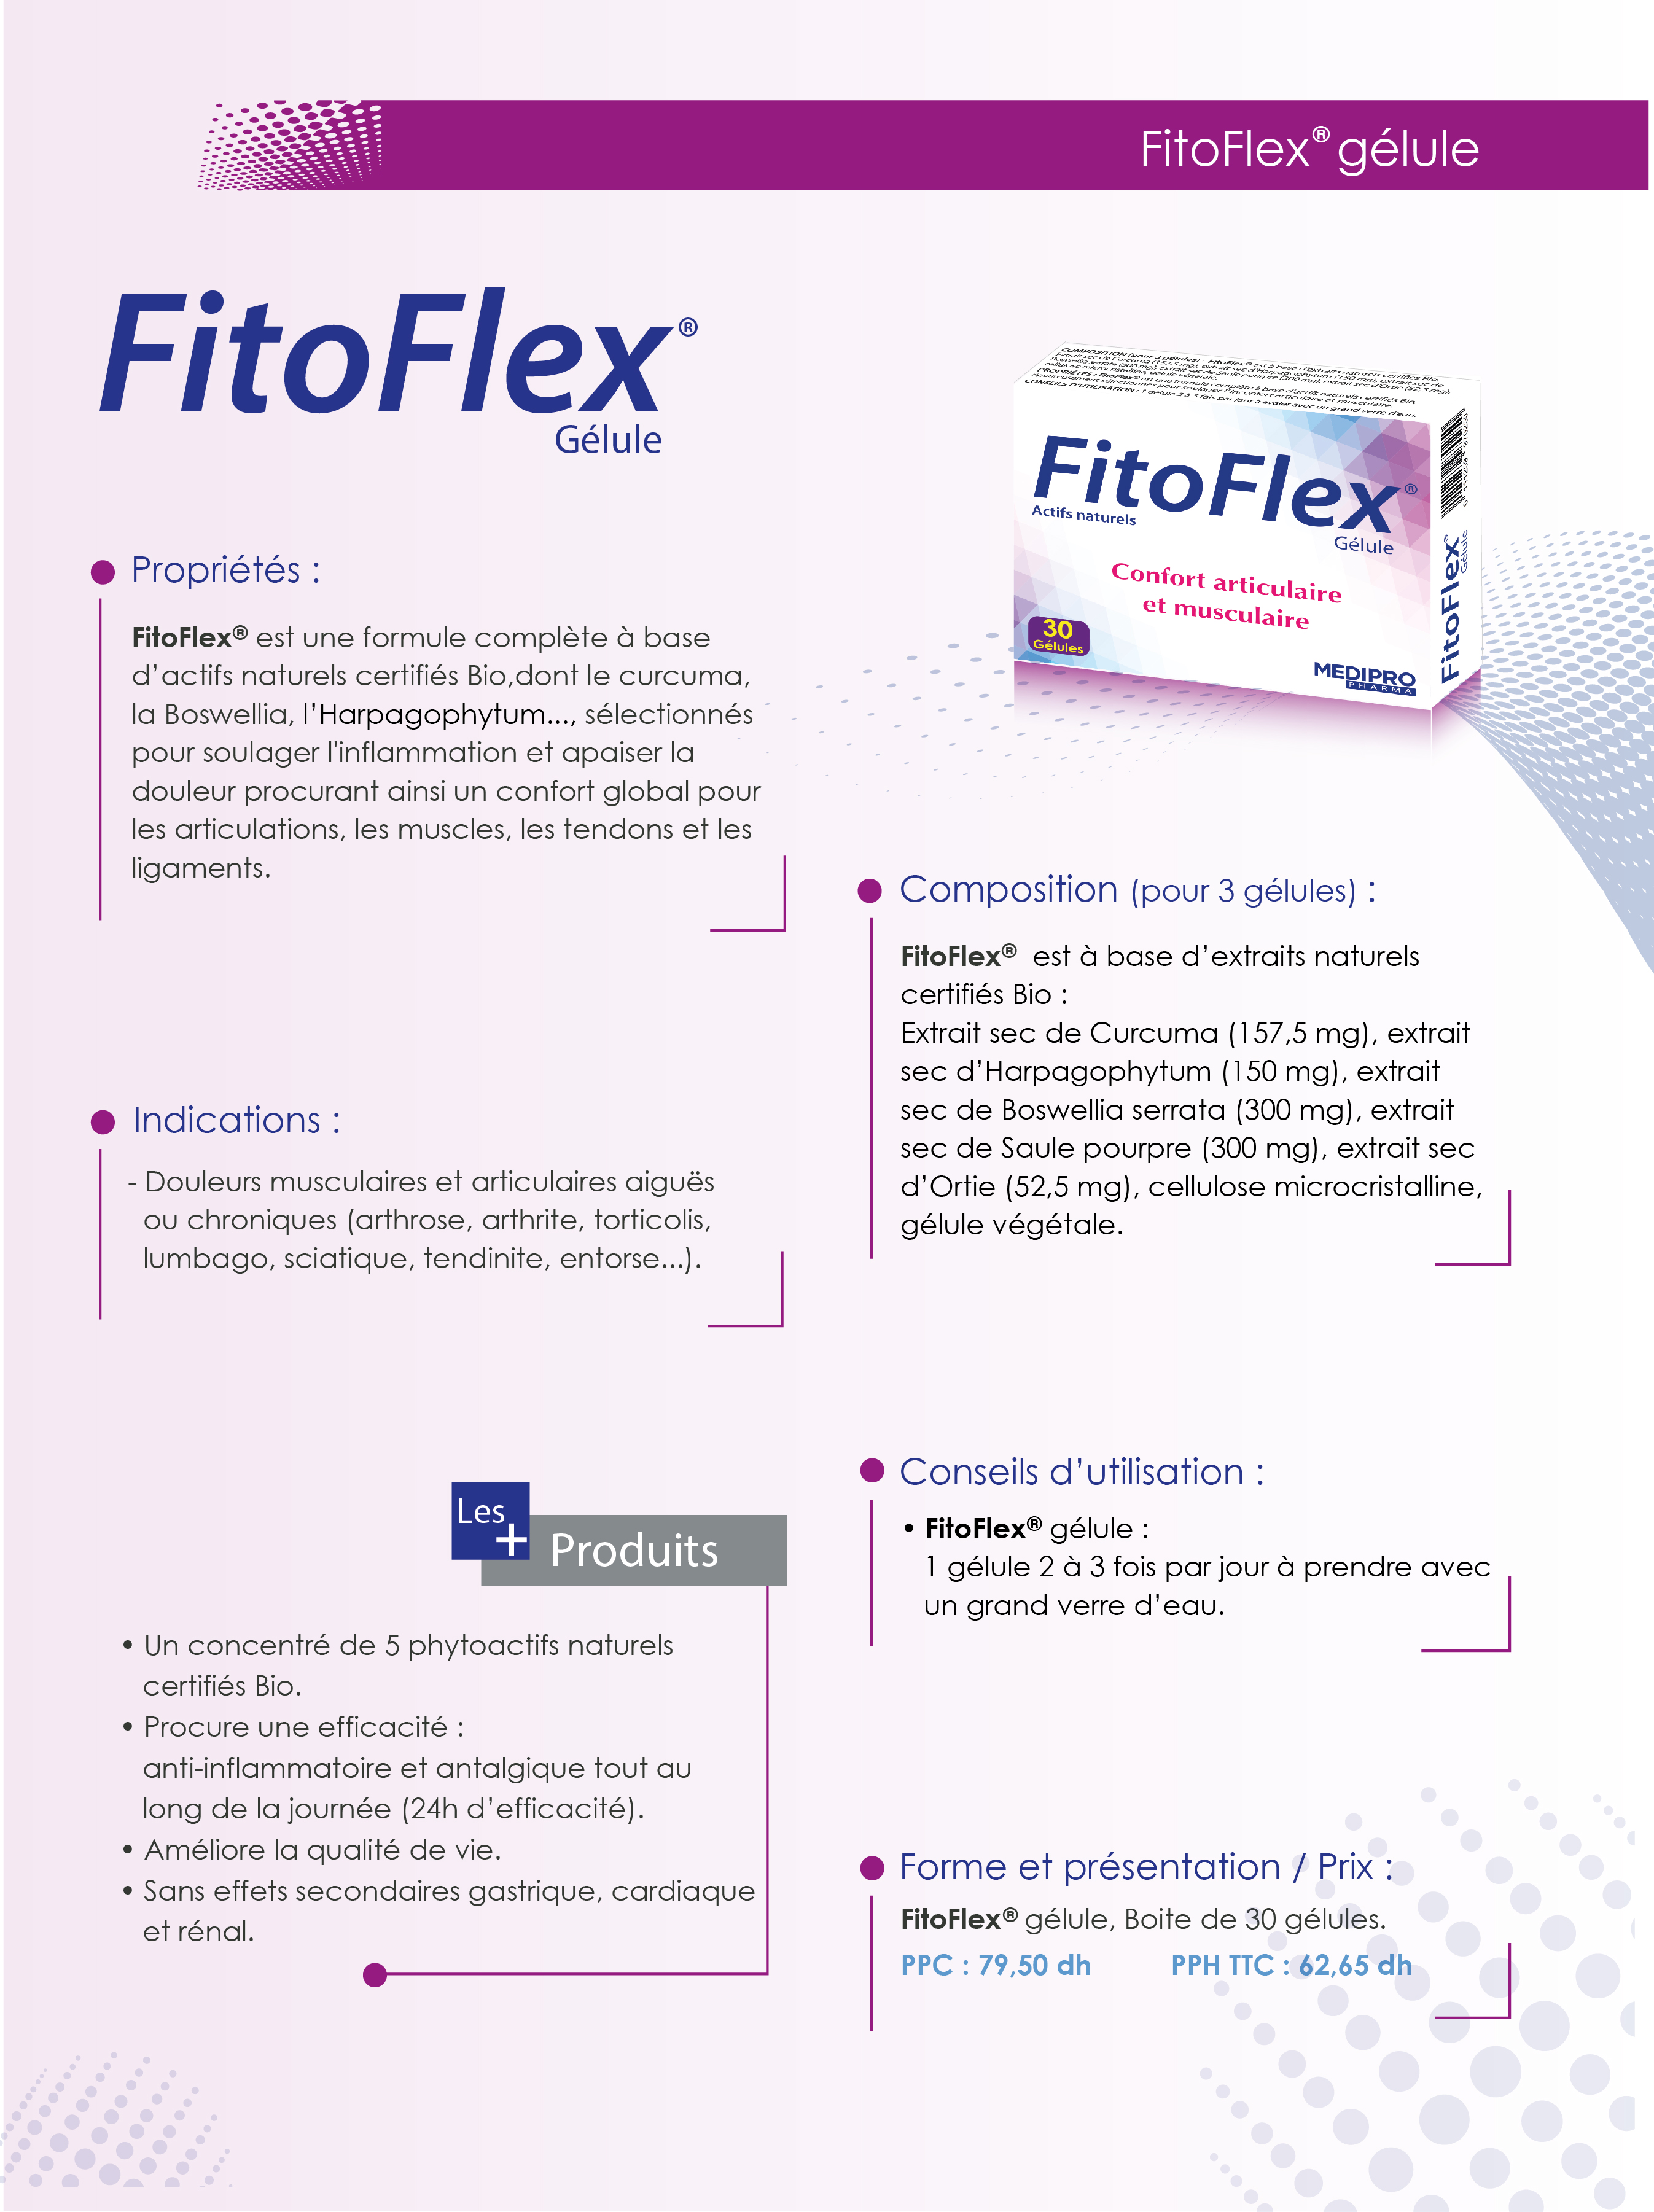 FitoFlex® gélule
FitoFlex®
Gélule
FitoFlex®
Actifs naturels
Gélule
Confort articulaire
et musculaire
30
Gélules
MEDIPRO
PHARMA
FitoFlex®
Gélule
Propriétés :
FitoFlex® est une formule complète à base
d’actifs naturels certifiés Bio,dont le curcuma,
la Boswellia, l’Harpagophytum..., sélectionnés
pour soulager l'inflammation et apaiser la
douleur procurant ainsi un confort global pour
les articulations, les muscles, les tendons et les
ligaments.
Indications :
- Douleurs musculaires et articulaires aiguës
ou chroniques (arthrose, arthrite, torticolis,
lumbago, sciatique, tendinite, entorse...).
Les +
Produits
• Un concentré de 5 phytoactifs naturels
certifiés Bio.
• Procure une efficacité :
anti-inflammatoire et antalgique tout au
long de la journée (24h d’efficacité).
• Améliore la qualité de vie.
• Sans effets secondaires gastrique, cardiaque
et rénal.
Composition (pour 3 gélules) :
FitoFlex® est à base d’extraits naturels
certifiés Bio :
Extrait sec de Curcuma (157,5 mg), extrait
sec d’Harpagophytum (150 mg), extrait
sec de Boswellia serrata (300 mg), extrait
sec de Saule pourpre (300 mg), extrait sec
d’Ortie (52,5 mg), cellulose microcristalline,
gélule végétale.
Conseils d’utilisation :
• FitoFlex® gélule :
1 gélule 2 à 3 fois par jour à prendre avec
un grand verre d’eau.
Forme et présentation / Prix :
FitoFlex® gélule, Boite de 30 gélules.
PPC : 79,50 dh PPH TTC : 62,65 dh